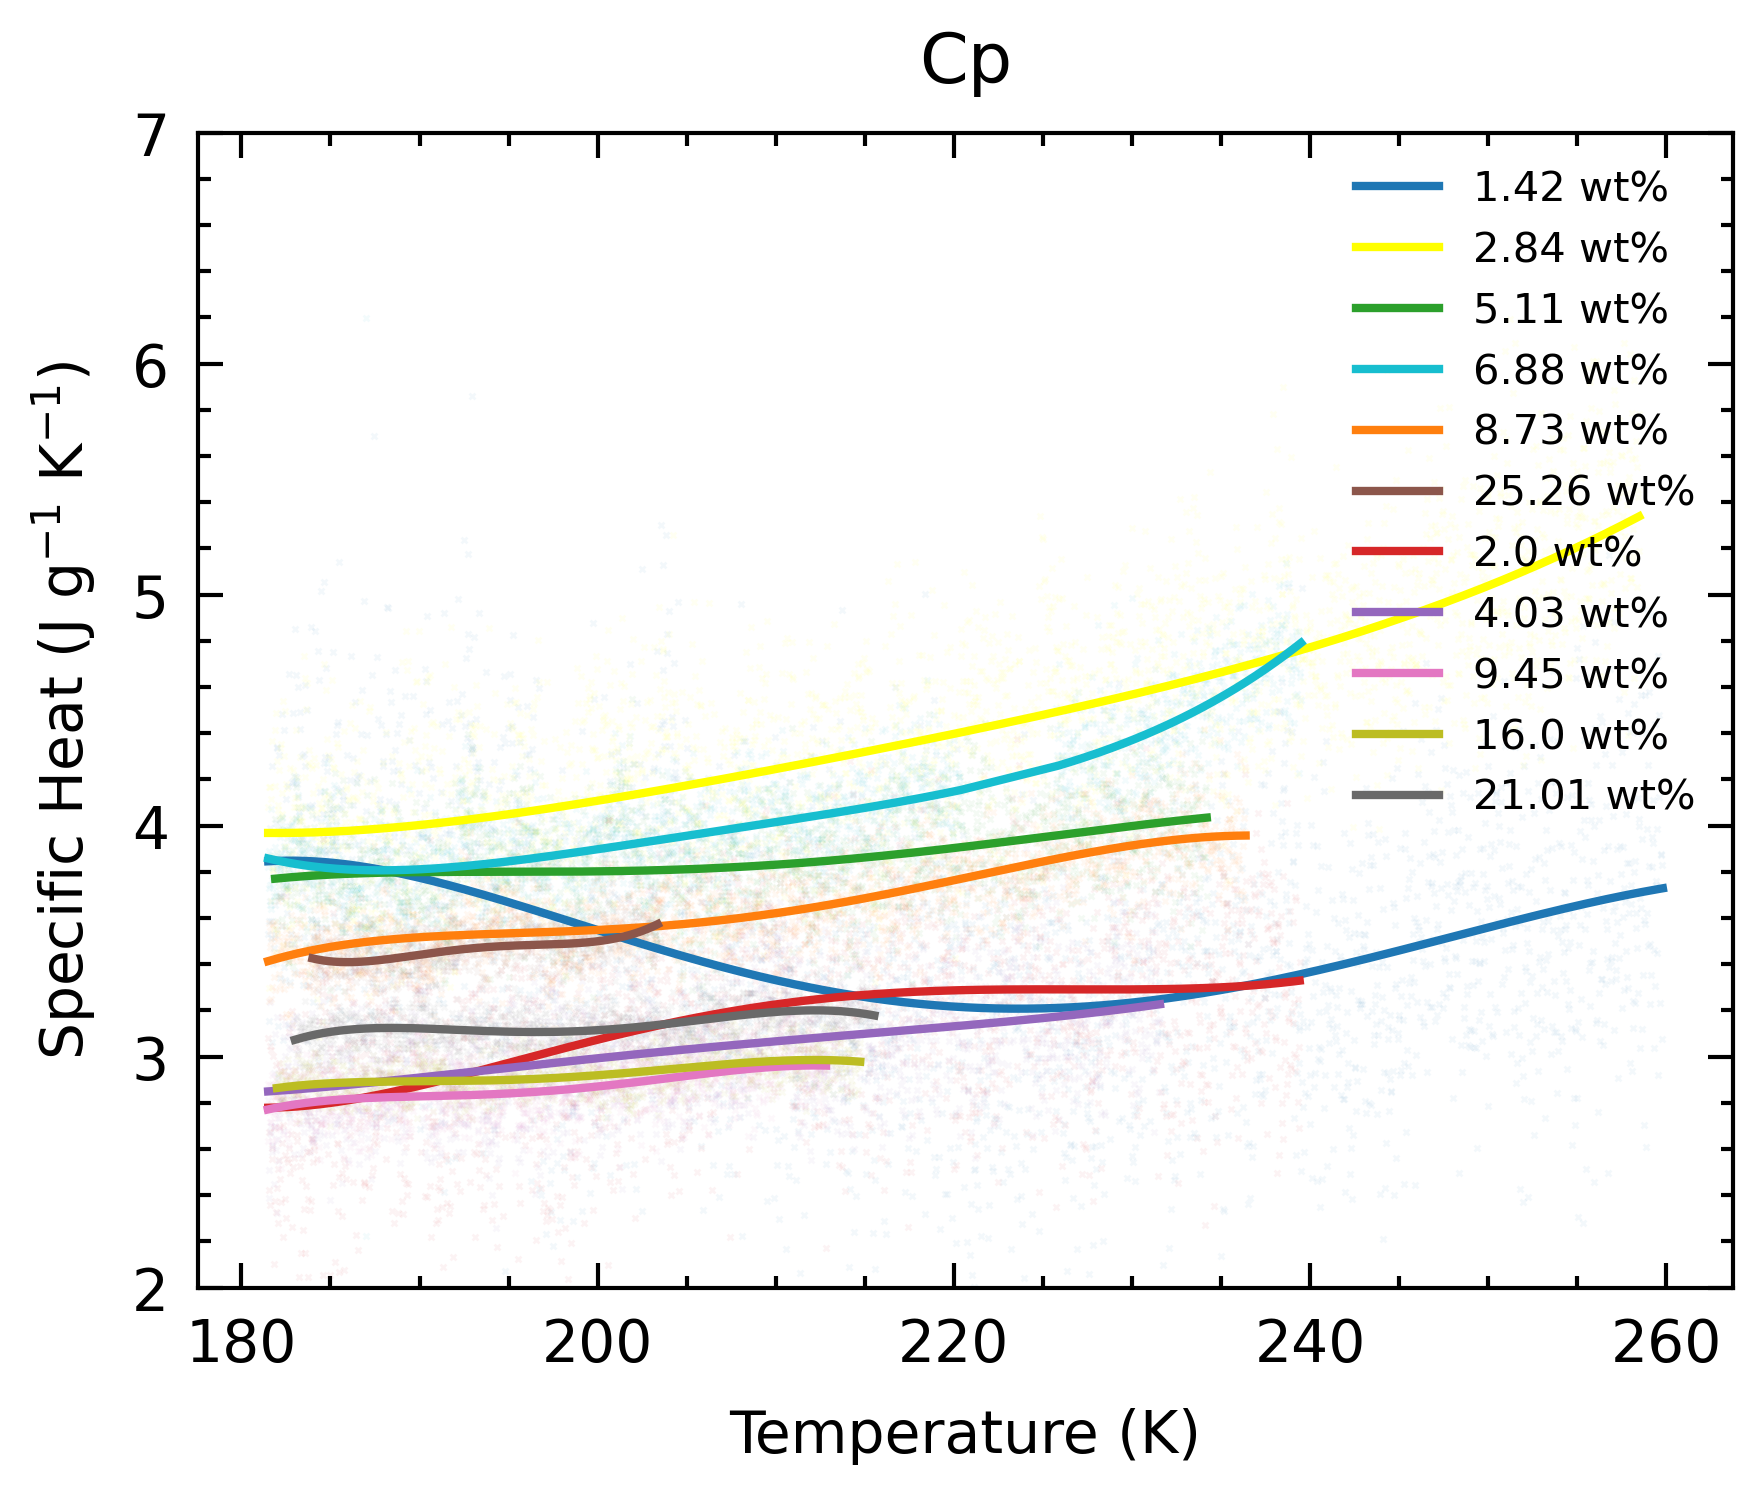 Cp
7
6
5
4
3
2
Specific Heat (J g⁻¹ K⁻¹)
1.42 wt%
2.84 wt%
5.11 wt%
6.88 wt%
8.73 wt%
25.26 wt%
2.0 wt%
4.03 wt%
9.45 wt%
16.0 wt%
21.01 wt%
180 200 220 240 260
Temperature (K)